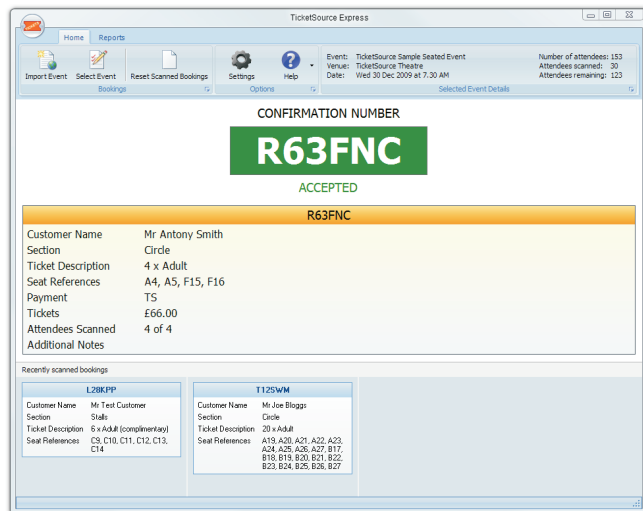 TicketSource Express
Home Reports
Import Event Select Event Reset Scanned Bookings Settings Help
Bookings Options
Event: TicketSource Sample Seated Event
Venue: TicketSource Theatre
Date: Wed 30 Dec 2009 at 7.30 AM
Number of attendees: 153
Attendees scanned: 30
Attendees remaining: 123
Selected Event Details
CONFIRMATION NUMBER
R63FNC
ACCEPTED
R63FNC
Customer Name Mr Antony Smith
Section Circle
Ticket Description 4 x Adult
Seat References A4, A5, F15, F16
Payment TS
Tickets £66.00
Attendees Scanned 4 of 4
Additional Notes
Recently scanned bookings
L28KPP
Customer Name Mr Test Customer
Section Stalls
Ticket Description 6 x Adult (complimentary)
Seat References C9, C10, C11, C12, C13,
C14
T12SWM
Customer Name Mr Joe Bloggs
Section Circle
Ticket Description 20 x Adult
Seat References A19, A20, A21, A22, A23,
A24, A25, A26, A27, B17,
B18, B19, B20, B21, B22,
B23, B24, B25, B26, B27